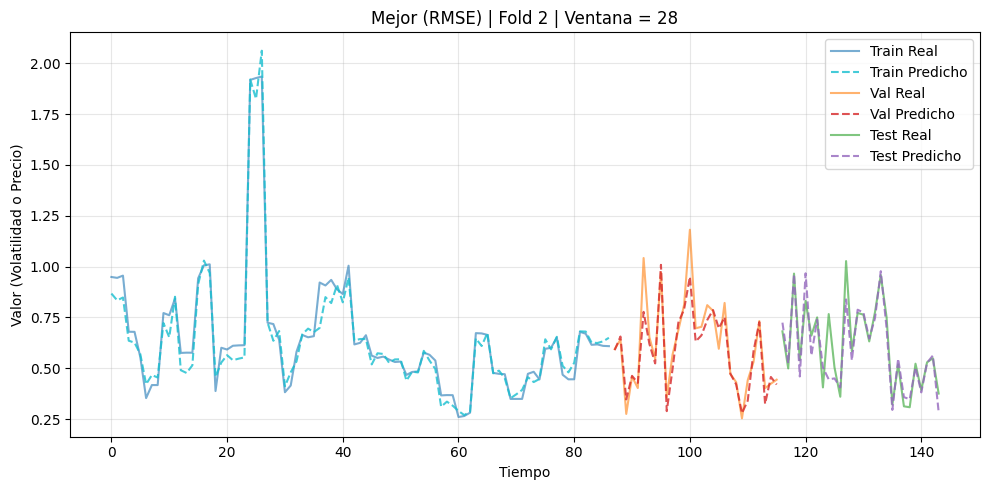 Mejor (RMSE) | Fold 2 | Ventana = 28
Valor (Volatilidad o Precio)
2.00
1.75
1.50
1.25
1.00
0.75
0.50
0.25
Train Real
Train Predicho
Val Real
Val Predicho
Test Real
Test Predicho
0 20 40 60 80 100 120 140
Tiempo